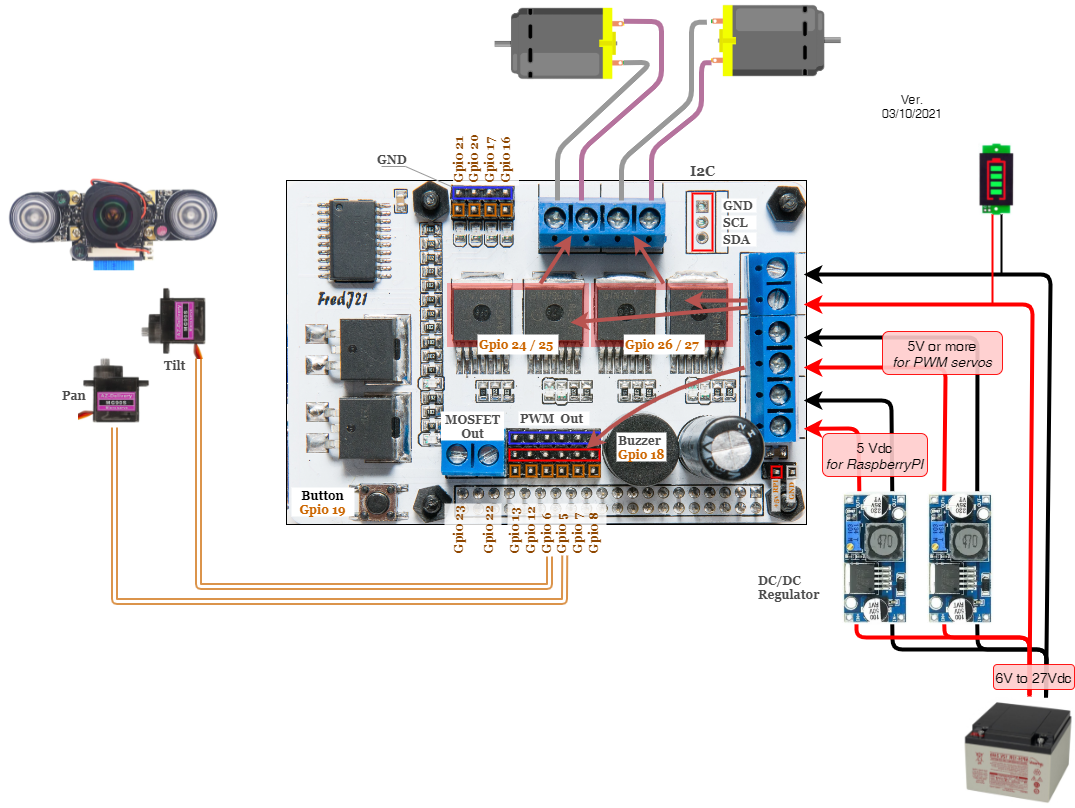 Ver.
03/10/2021
Gpio 21
Gpio 20
Gpio 17
Gpio 16
GND
I2C
GND
SCL
SDA
FredJ21
Gpio 24 / 25
Gpio 26 / 27
5V or more
for PWM servos
Tilt
Pan
MG90S
MG90S
MOSFET
Out
PWM Out
Buzzer
Gpio 18
5 Vdc
for RaspberryPI
Button
Gpio 19
Gpio 23
Gpio 22
Gpio 13
Gpio 12
Gpio 6
Gpio 5
Gpio 7
Gpio 8
470
470
DC/DC
Regulator
6V to 27Vdc